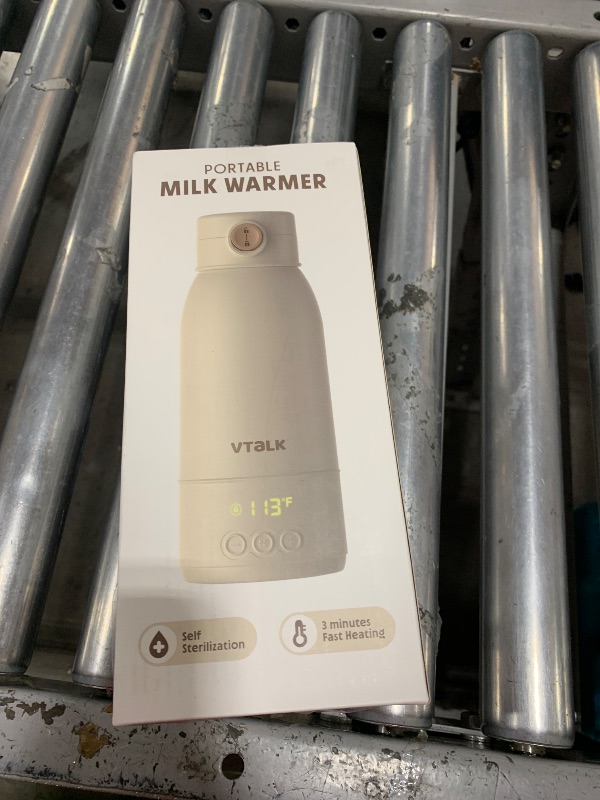 PORTABLE
MILK WARMER
VTaLK
113°F
Self
Sterilization
3 minutes
Fast Heating